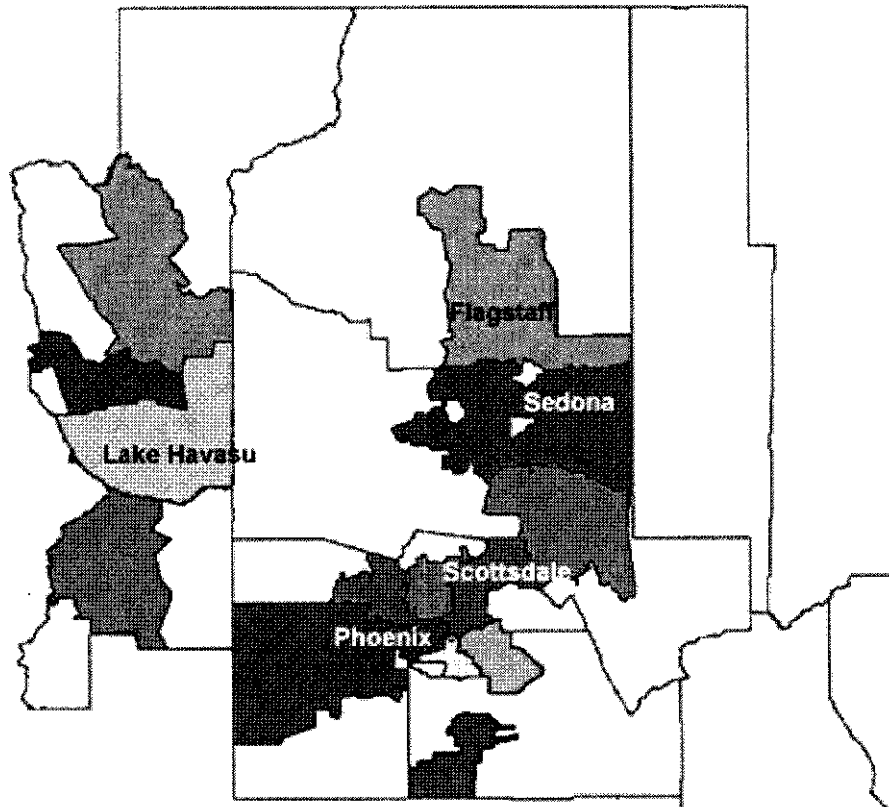 Flagstaff
Sedona
Lake Havasu
Scottsdale
Phoenix